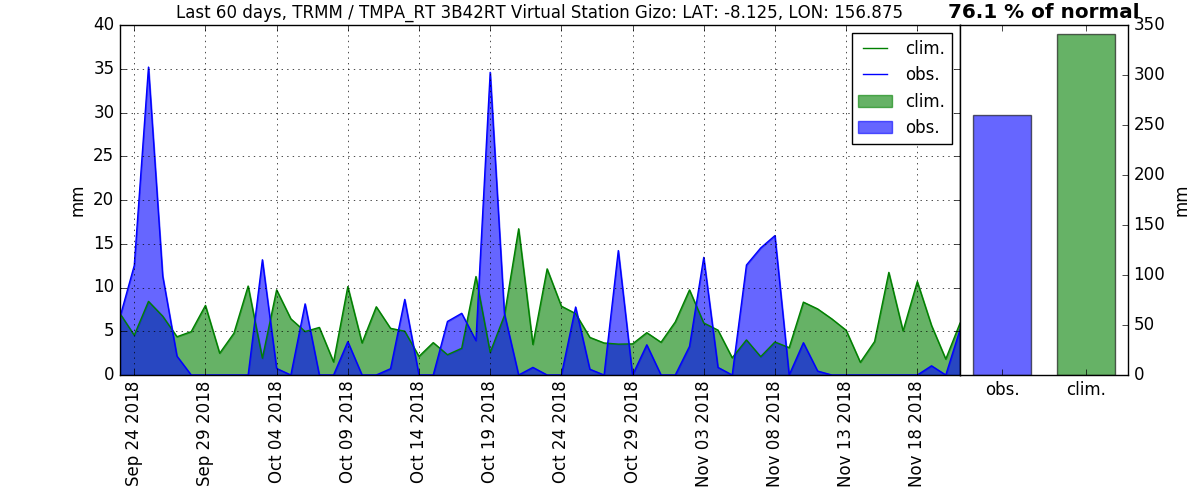 Last 60 days, TRMM / TMPA_RT 3B42RT Virtual Station Gizo: LAT: -8.125, LON: 156.875
76.1 % of normal
40
35
30
25
20
15
10
5
0
mm
clim.
obs.
clim.
obs.
350
300
250
200
150
100
50
0
mm
obs.
clim.
Sep 24 2018
Sep 29 2018
Oct 04 2018
Oct 09 2018
Oct 14 2018
Oct 19 2018
Oct 24 2018
Oct 29 2018
Nov 03 2018
Nov 08 2018
Nov 13 2018
Nov 18 2018